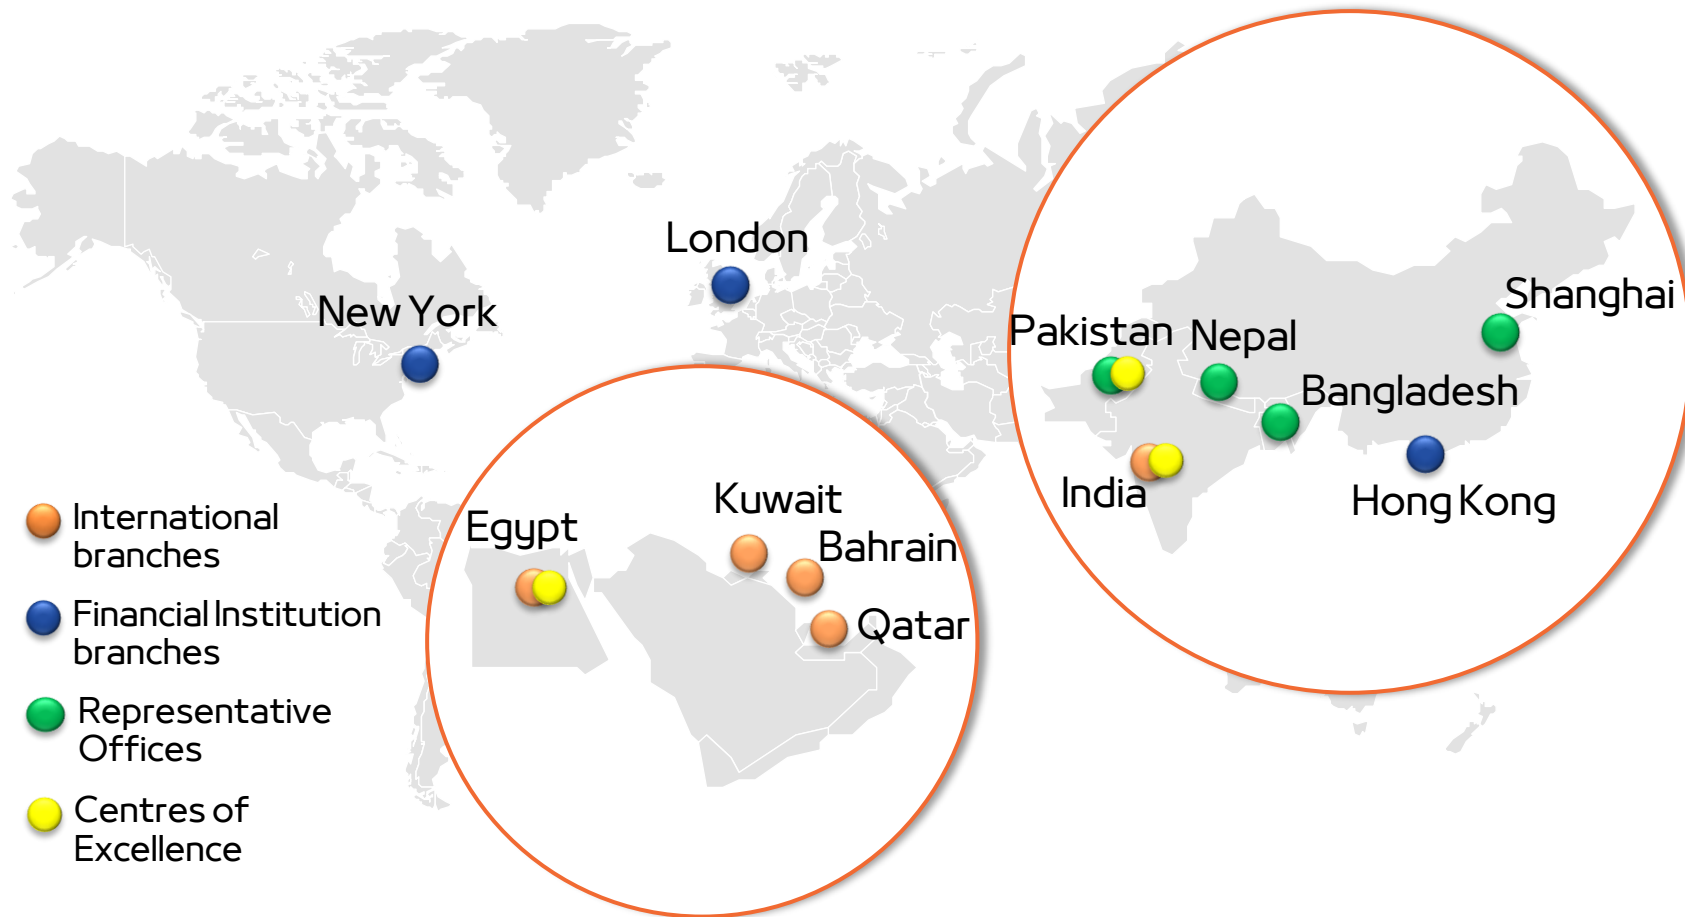 London
New York
Shanghai
Pakistan
Nepal
Bangladesh
India
Hong Kong
Kuwait
Egypt
Bahrain
Qatar
International
branches
Financial Institution
branches
Representative
Offices
Centres of
Excellence